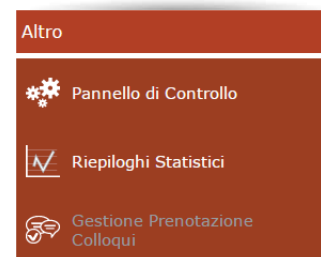 Altro
Pannello di Controllo
Riepiloghi Statistici
Gestione Prenotazione
Colloqui